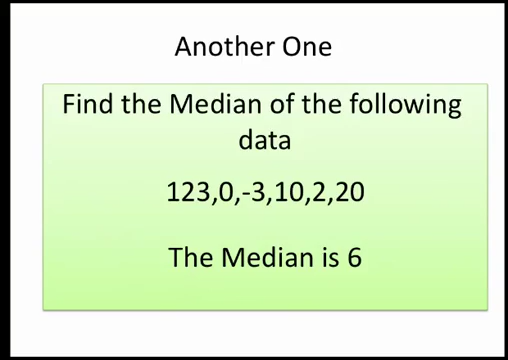 Another One
Find the Median of the following
data
123,0,-3,10,2,20
The Median is 6